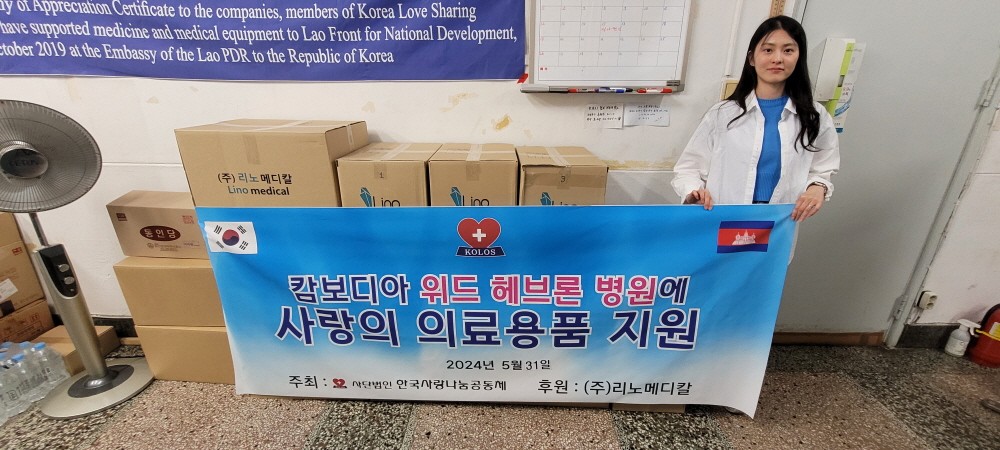 ny of Appreciation Certificate to the companies, members of Korea Love Sharing
have supported medicine and medical equipment to Lao Front for National Development,
ctober 2019 at the Embassy of the Lao PDR to the Republic of Korea
(주) 리노메디칼
Lino medical
1
Lino
3
동인당
KOLOS
캄보디아 위드 헤브론 병원에
사랑의 의료용품 지원
2024년 5월 31일
주최 : 사단법인 한국사랑나눔공동체 후원 : (주)리노메디칼